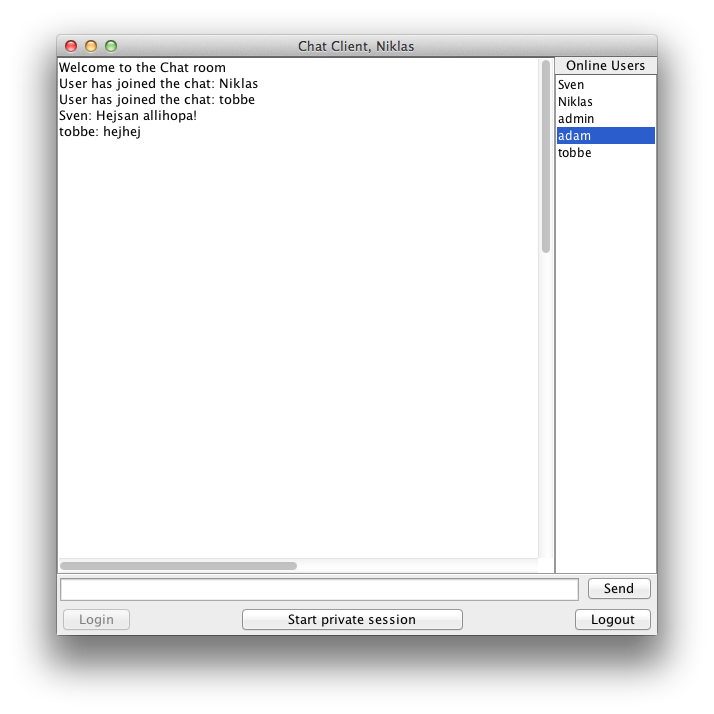 Chat Client, Niklas
Welcome to the Chat room
User has joined the chat: Niklas
User has joined the chat: tobbe
Sven: Hejsan allihopa!
tobbe: hejhej
Online Users
Sven
Niklas
admin
adam
tobbe
Send
Login
Start private session
Logout